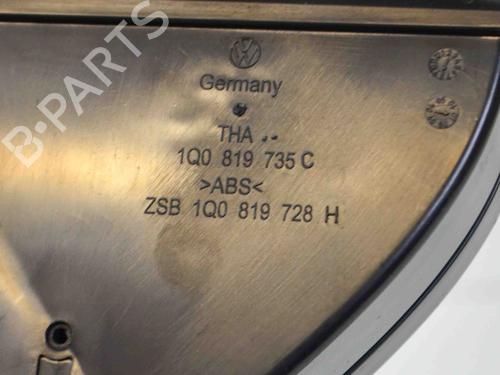 B-PARTS
Germany
THA
1Q0 819 735 C
>ABS<
ZSB 1Q0 819 728 H